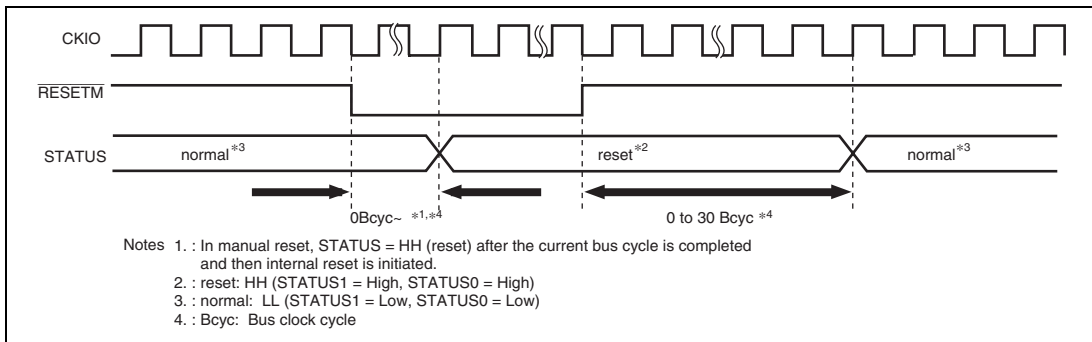 CKIO
RESETM
STATUS
normal*3
reset*2
normal*3
0Bcyc~ *1,*4
0 to 30 Bcyc *4
Notes 1. : In manual reset, STATUS = HH (reset) after the current bus cycle is completed
and then internal reset is initiated.
2. : reset: HH (STATUS1 = High, STATUS0 = High)
3. : normal: LL (STATUS1 = Low, STATUS0 = Low)
4. : Bcyc: Bus clock cycle